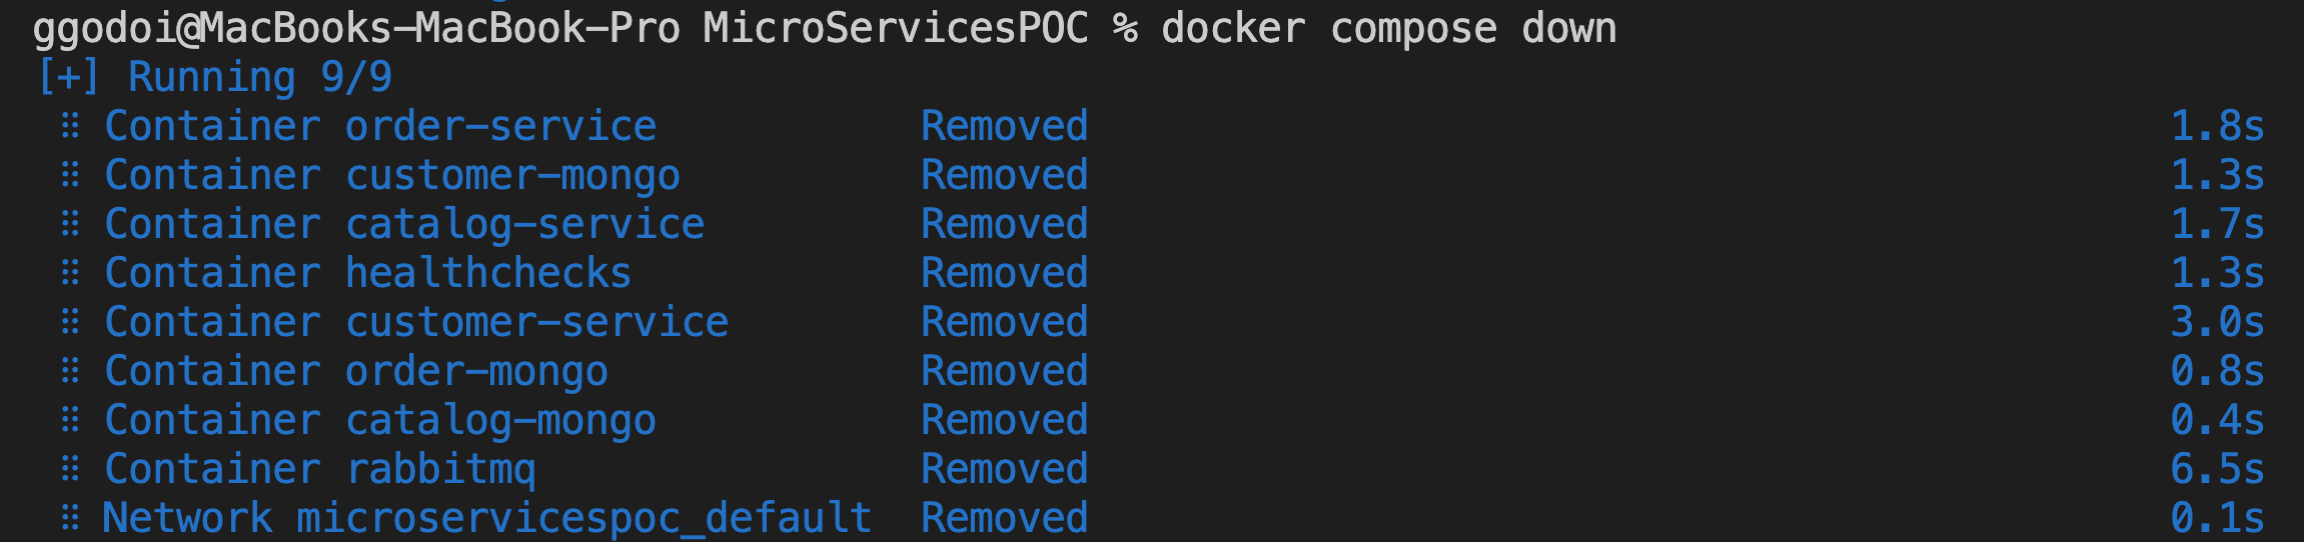 ggodoi@MacBooks-MacBook-Pro MicroServicesPOC % docker compose down
[+] Running 9/9
⠿ Container order-service Removed 1.8s
⠿ Container customer-mongo Removed 1.3s
⠿ Container catalog-service Removed 1.7s
⠿ Container healthchecks Removed 1.3s
⠿ Container customer-service Removed 3.0s
⠿ Container order-mongo Removed 0.8s
⠿ Container catalog-mongo Removed 0.4s
⠿ Container rabbitmq Removed 6.5s
⠿ Network microservicespoc_default Removed 0.1s